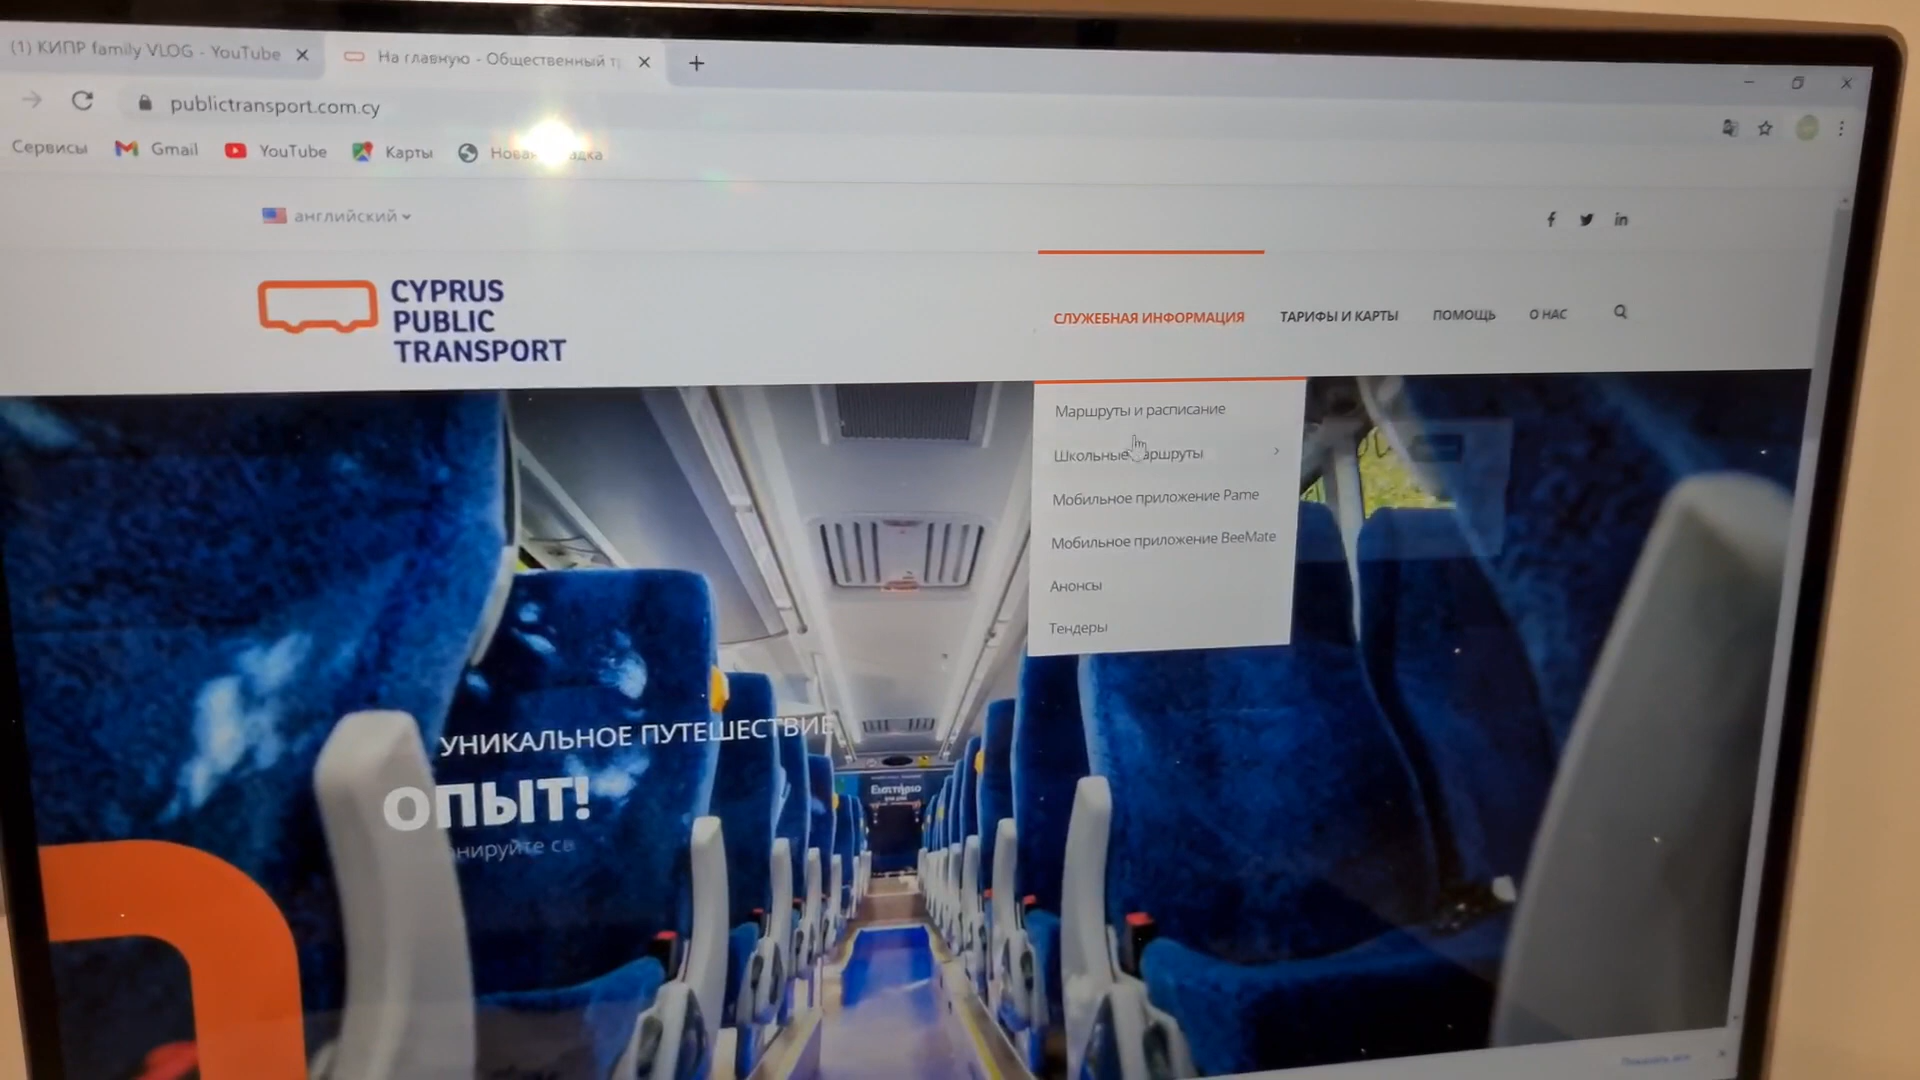 (1) КИПР family VLOG - YouTube
На главную - Общественный
publictransport.com.cy
Сервисы
Gmail
YouTube
Карты
английский
CYPRUS
PUBLIC
TRANSPORT
СЛУЖЕБНАЯ ИНФОРМАЦИЯ
ТАРИФЫ И КАРТЫ
ПОМОЩЬ
О НАС
Маршруты и расписание
Школьные маршруты
Мобильное приложение Pame
Мобильное приложение BeeMate
Анонсы
Тендеры
УНИКАЛЬНОЕ ПУТЕШЕСТВИЕ
ОПЫТ!
Εισιτήριο